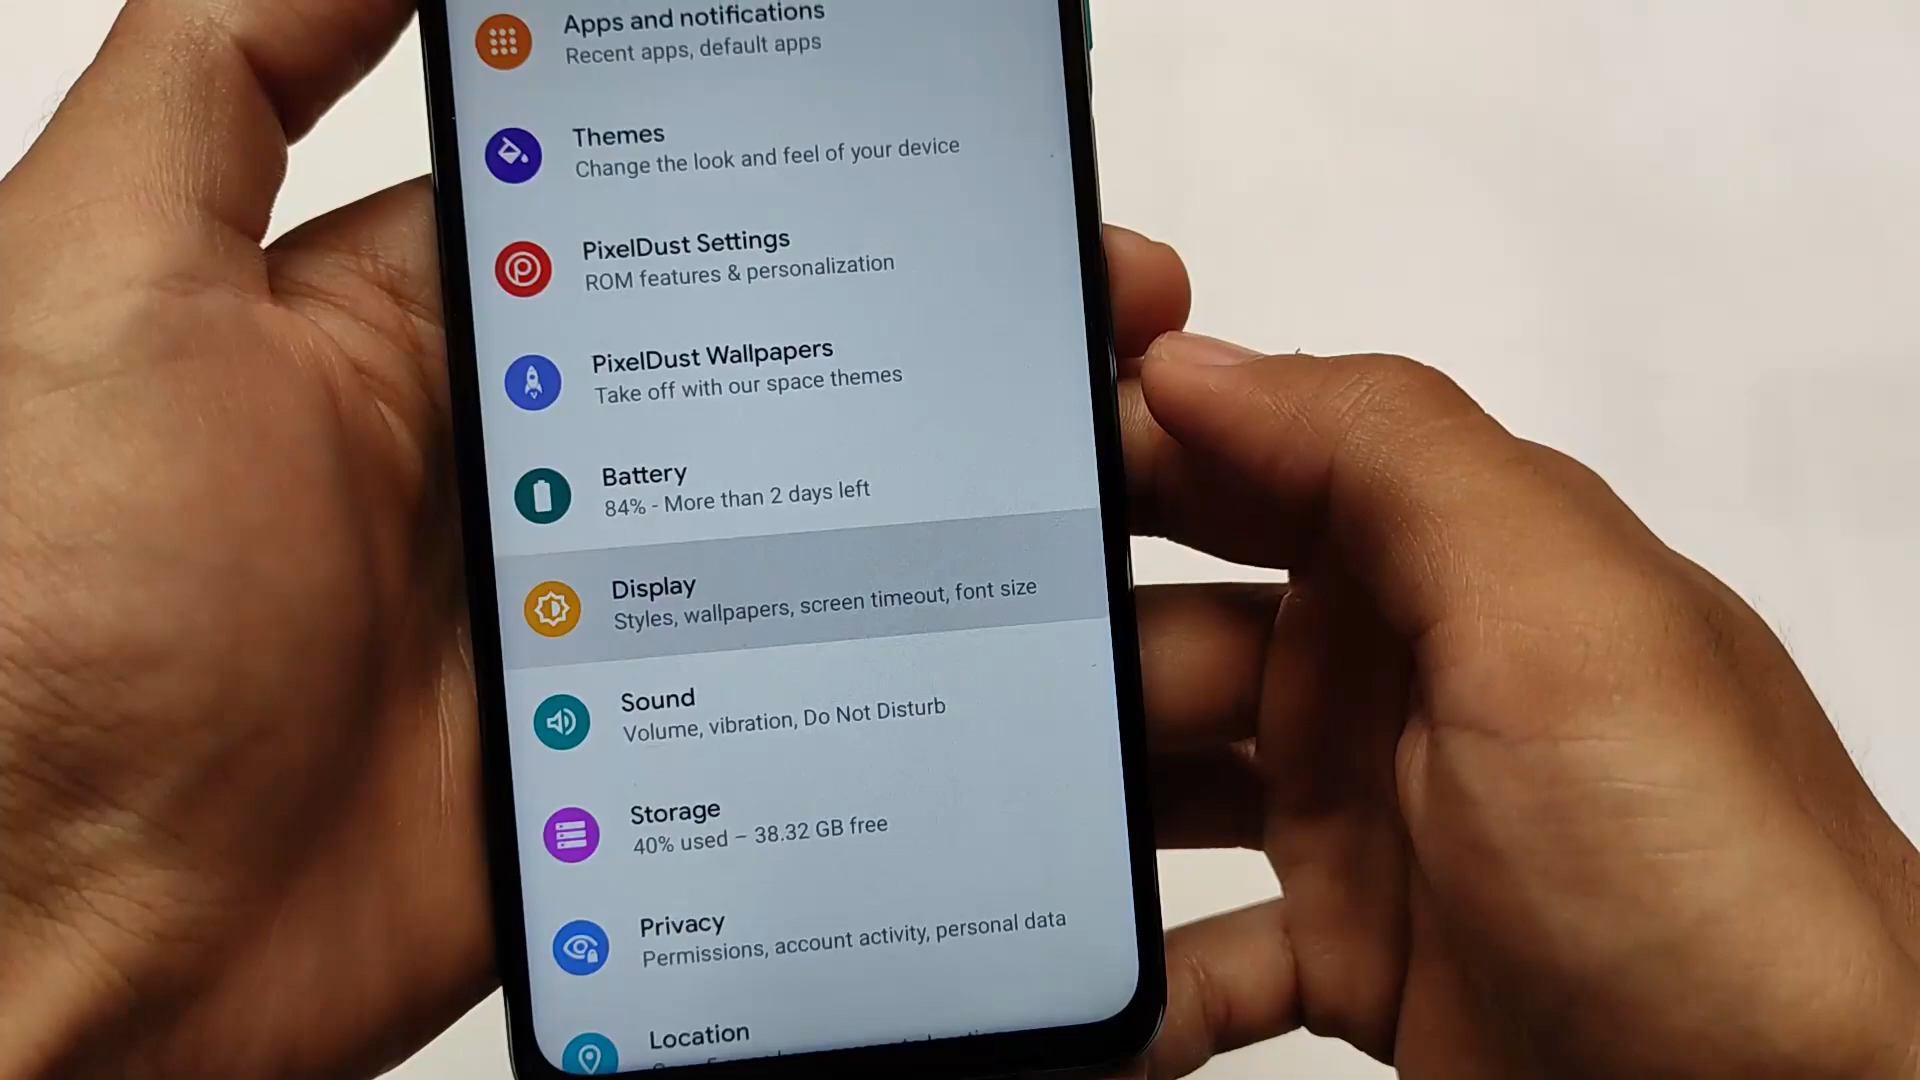 Apps and notifications
Recent apps, default apps
Themes
Change the look and feel of your device
PixelDust Settings
ROM features & personalization
PixelDust Wallpapers
Take off with our space themes
Battery
84% - More than 2 days left
Display
Styles, wallpapers, screen timeout, font size
Sound
Volume, vibration, Do Not Disturb
Storage
40% used – 38.32 GB free
Privacy
Permissions, account activity, personal data
Location